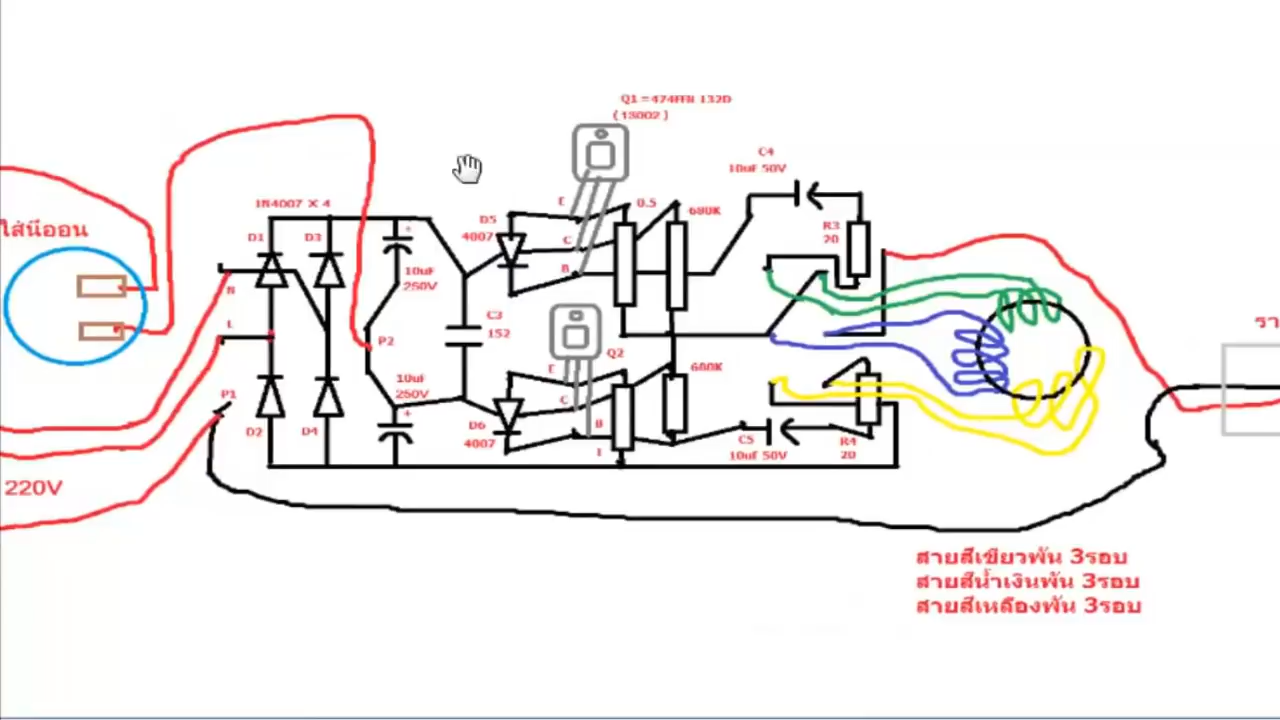 Q1 =474FFN 132D
(1S002)
C4
10uF 50V
ใส้นีออน
1N4007 X 4
E
0.5
680K
D5
4007
D1
D3
C
R3
20
B
10uF
250V
N
L
C3
152
P2
Q2
E
680K
10uF
250V
P1
C
D6
4007
B
D2
D4
1
C5
10uF 50V
R4
20
220V
สายสีเขียวพัน 3รอบ
สายสีน้ำเงินพัน 3รอบ
สายสีเหลืองพัน 3รอบ